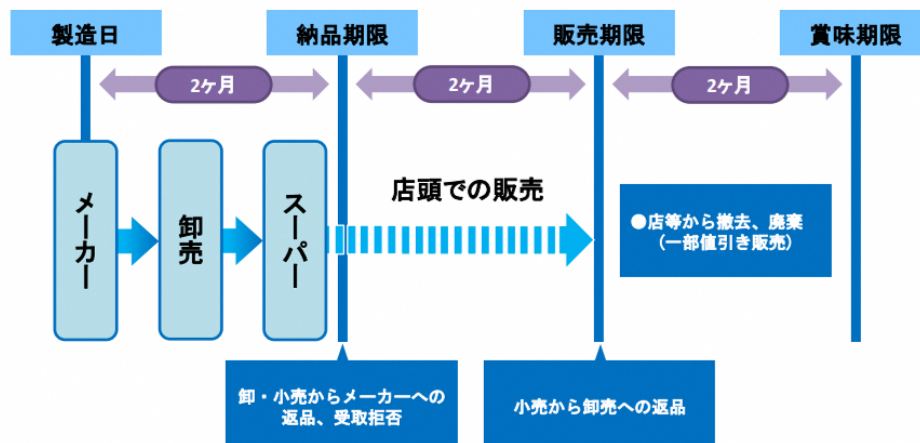 製造日
納品期限
販売期限
賞味期限
2ヶ月
2ヶ月
2ヶ月
メーカー
卸売
スーパー
店頭での販売
●店等から撤去、廃棄
(一部値引き販売)
卸・小売からメーカーへの
返品、受取拒否
小売から卸売への返品